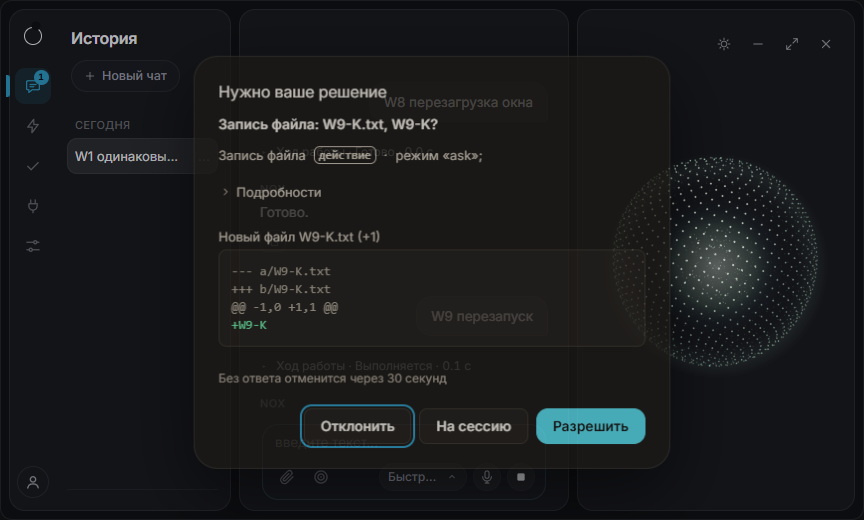 История
1
+ Новый чат
СЕГОДНЯ
W1 одинаковы...
W8 перезагрузка окна
Нужно ваше решение
Запись файла: W9-K.txt, W9-K?
Запись файла действие - режим «ask»;
Подробности
Готово.
Новый файл W9-K.txt (+1)
--- a/W9-K.txt
+++ b/W9-K.txt
@@ -1,0 +1,1 @@
+W9-K
W9 перезапуск
Ход работы · Выполняется · 0.1 с
Без ответа отменится через 30 секунд
NOX
Отклонить
На сессию
Разрешить
введите текст...
Быстр...